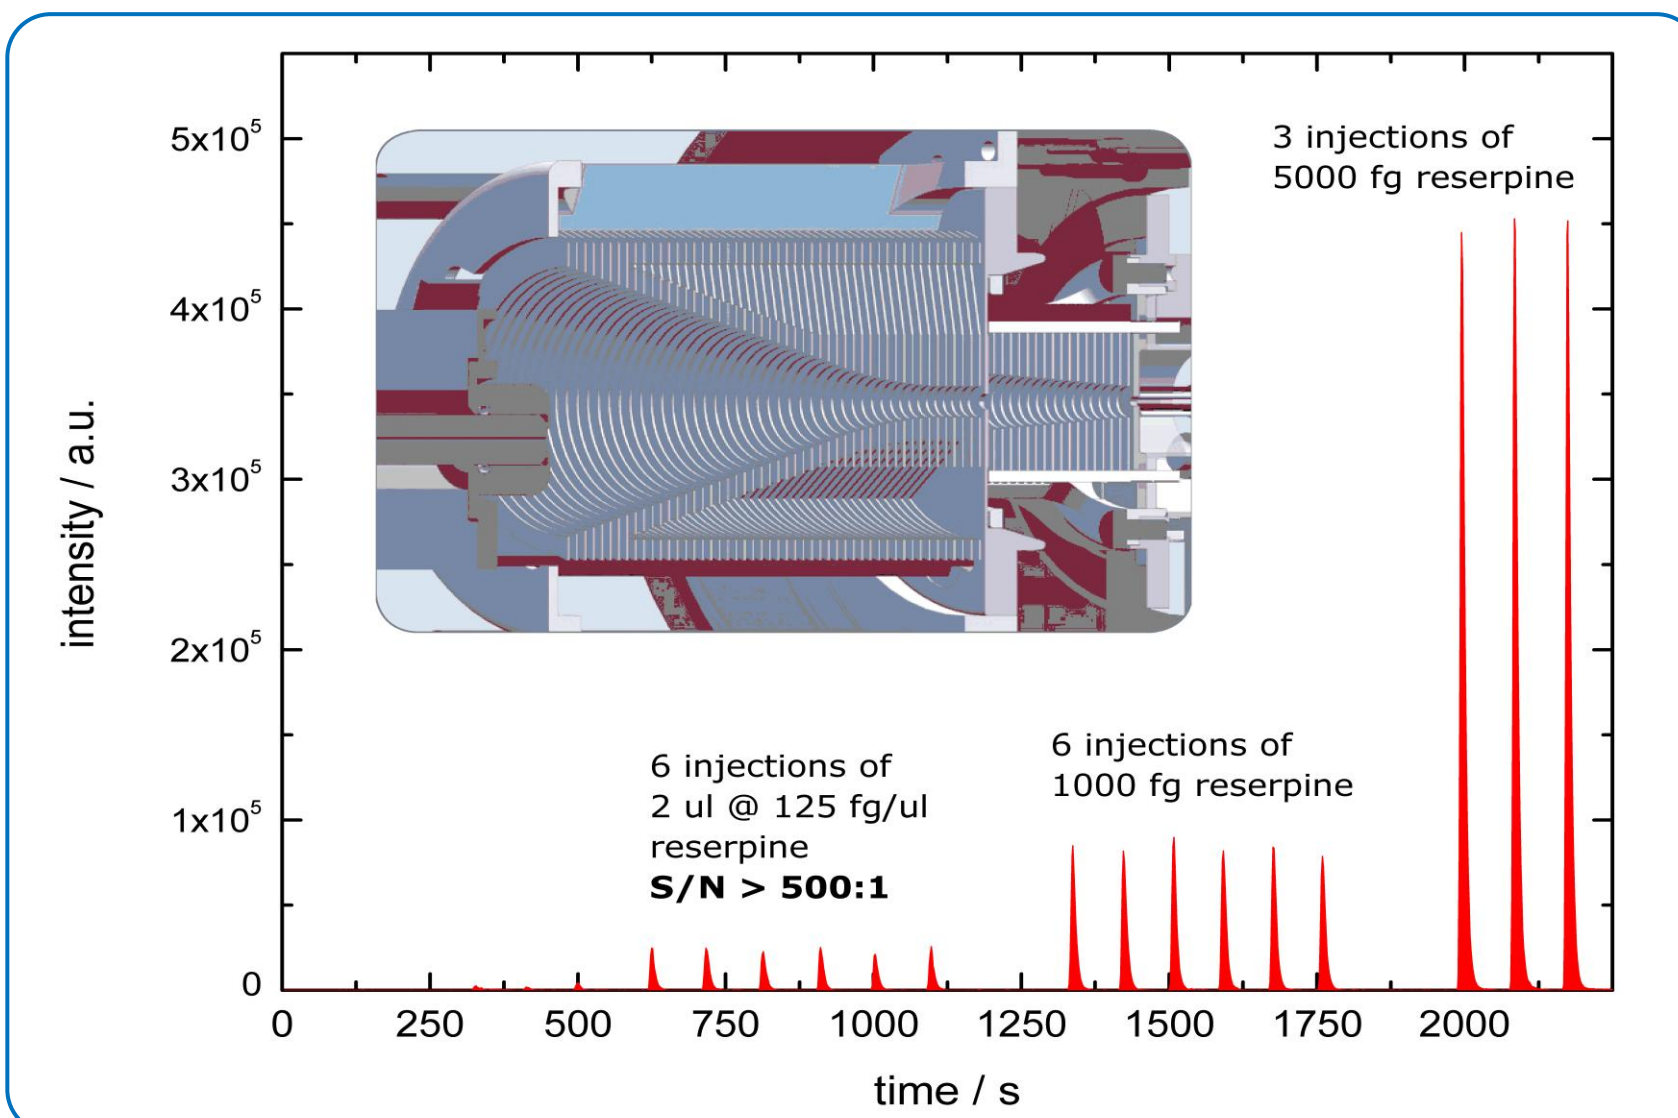 5x10⁵
4x10⁵
3x10⁵
2x10⁵
1x10⁵
0
intensity / a.u.
3 injections of
5000 fg reserpine
6 injections of
2 ul @ 125 fg/ul
reserpine
S/N > 500:1
6 injections of
1000 fg reserpine
0 250 500 750 1000 1250 1500 1750 2000
time / s